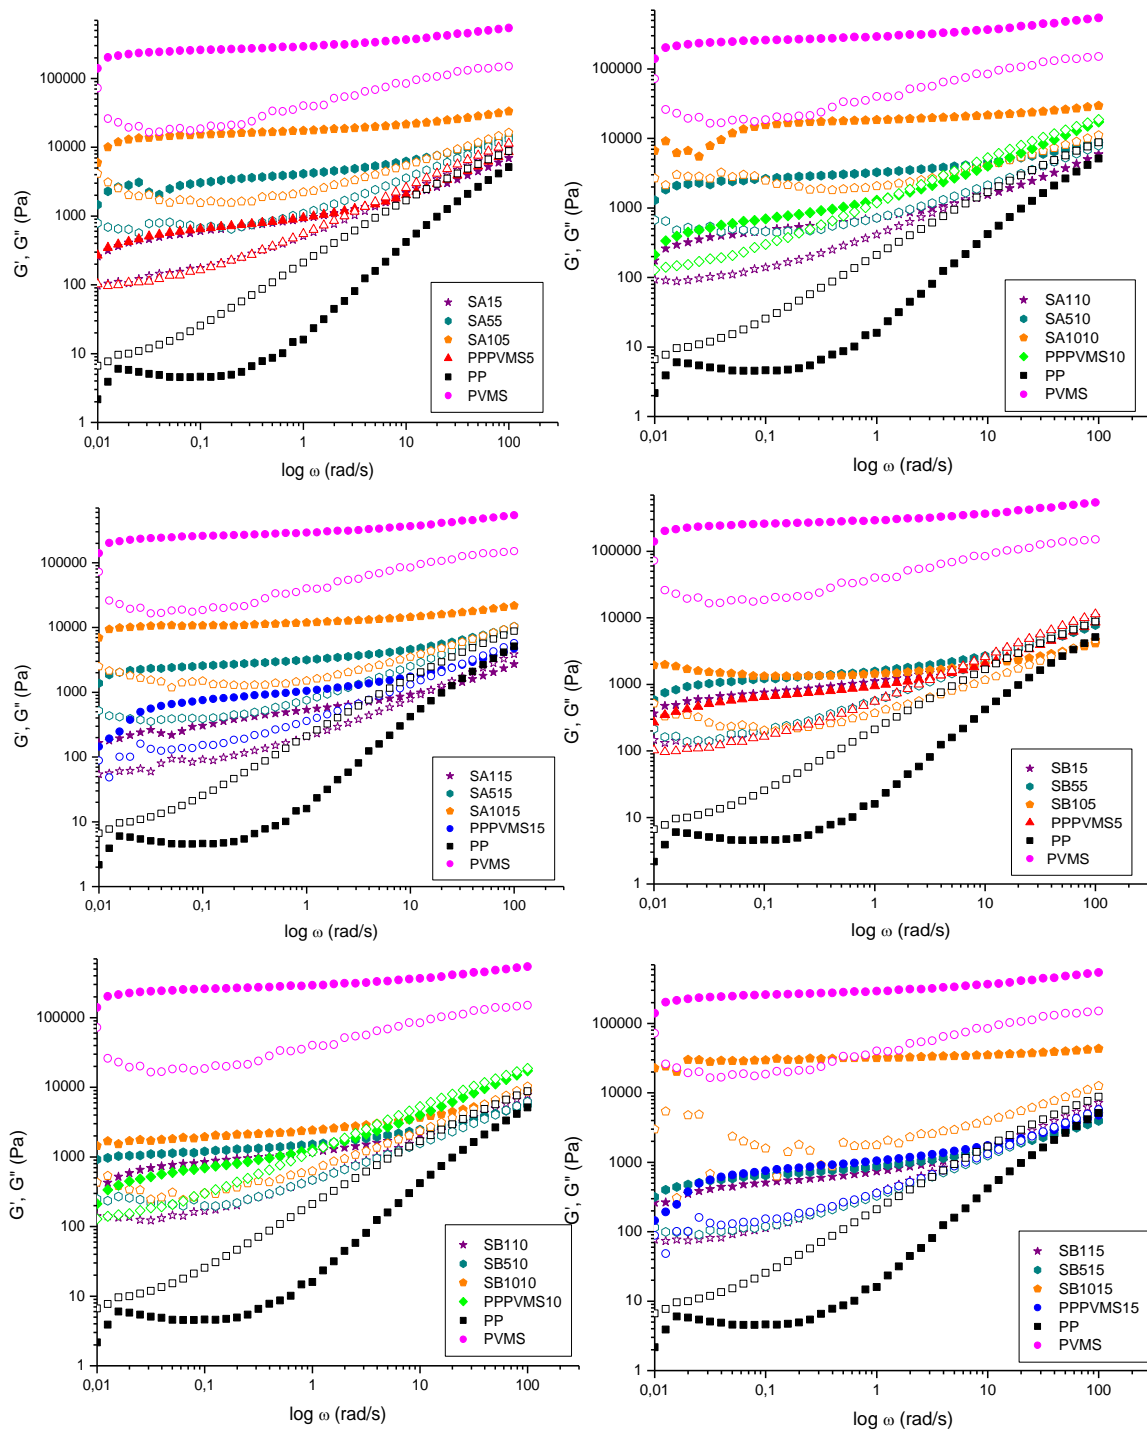 100000
10000
1000
100
10
1
G', G" (Pa)
0,01 0,1 1 10 100
log ω (rad/s)
SA15
SA55
SA105
PPPVMS5
PP
PVMS
100000
10000
1000
100
10
1
G', G" (Pa)
0,01 0,1 1 10 100
log ω (rad/s)
SA110
SA510
SA1010
PPPVMS10
PP
PVMS
100000
10000
1000
100
10
1
G', G" (Pa)
0,01 0,1 1 10 100
log ω (rad/s)
SA115
SA515
SA1015
PPPVMS15
PP
PVMS
100000
10000
1000
100
10
1
G', G" (Pa)
0,01 0,1 1 10 100
log ω (rad/s)
SB15
SB55
SB105
PPPVMS5
PP
PVMS
100000
10000
1000
100
10
1
G', G" (Pa)
0,01 0,1 1 10 100
log ω (rad/s)
SB110
SB510
SB1010
PPPVMS10
PP
PVMS
100000
10000
1000
100
10
1
G', G" (Pa)
0,01 0,1 1 10 100
log ω (rad/s)
SB115
SB515
SB1015
PPPVMS15
PP
PVMS